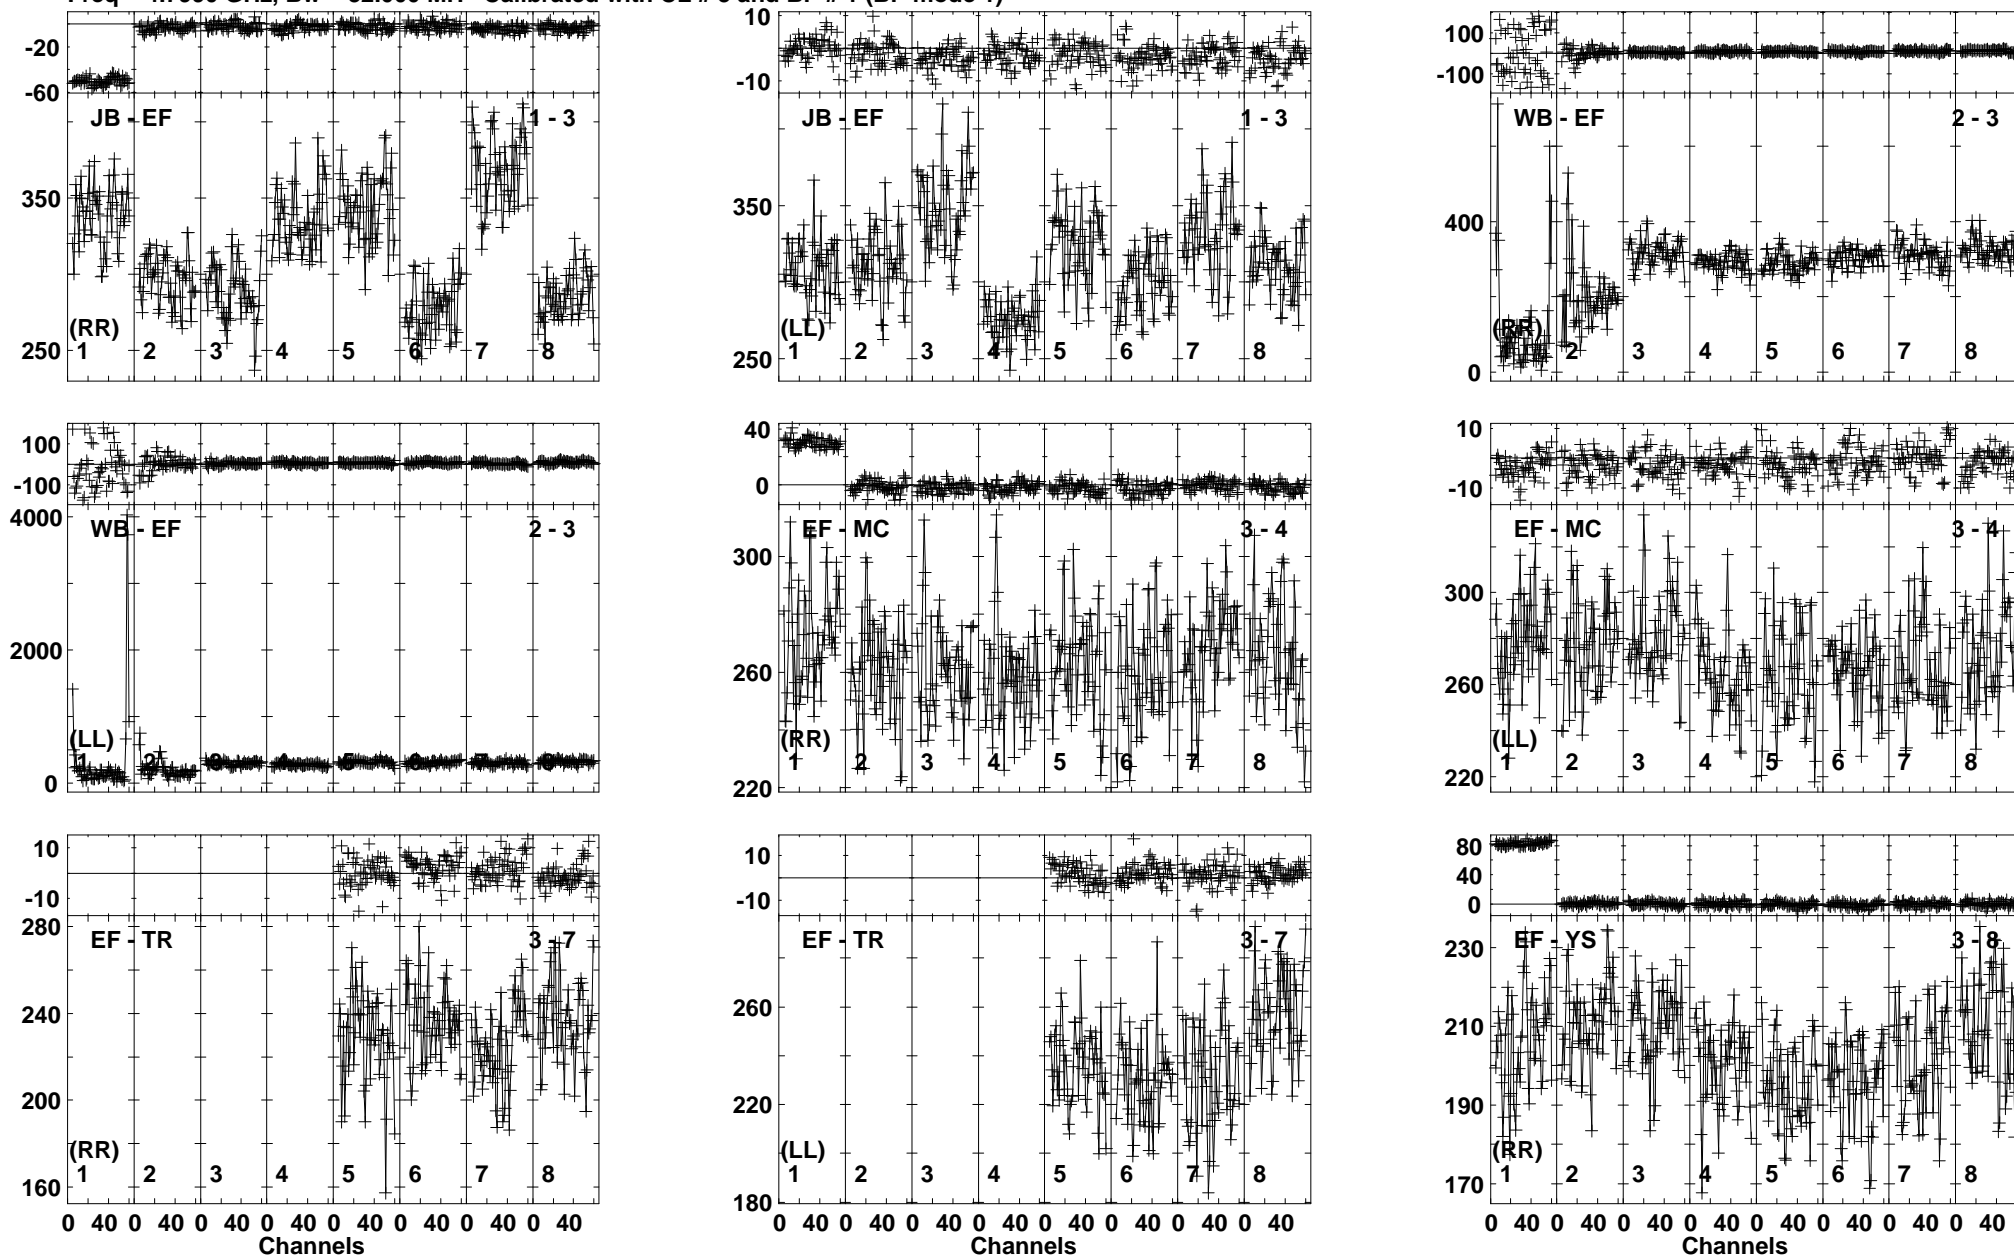 JB - EF 1 - 3
-20
-60
350
250
(RR)
1 2 3 4 5 6 7 8
JB - EF 1 - 3
10
-10
350
250
(LL)
1 2 3 4 5 6 7 8
WB - EF 2 - 3
100
-100
400
0
(RR)
1 2 3 4 5 6 7 8
WB - EF 2 - 3
100
-100
4000
2000
0
(LL)
1 2 3 4 5 6 7 8
EF - MC 3 - 4
40
0
300
260
220
(RR)
1 2 3 4 5 6 7 8
EF - MC 3 - 4
10
-10
300
260
220
(LL)
1 2 3 4 5 6 7 8
EF - TR 3 - 7
10
-10
280
240
200
160
(RR)
1 2 3 4 5 6 7 8
0 40 0 40 0 40 0 40 0 40 0 40 0 40 0 40
Channels
EF - TR 3 - 7
10
-10
260
220
180
(LL)
1 2 3 4 5 6 7 8
0 40 0 40 0 40 0 40 0 40 0 40 0 40 0 40
Channels
EF - YS 3 - 8
80
40
0
230
210
190
170
(RR)
1 2 3 4 5 6 7 8
0 40 0 40 0 40 0 40 0 40 0 40 0 40 0 40
Channels